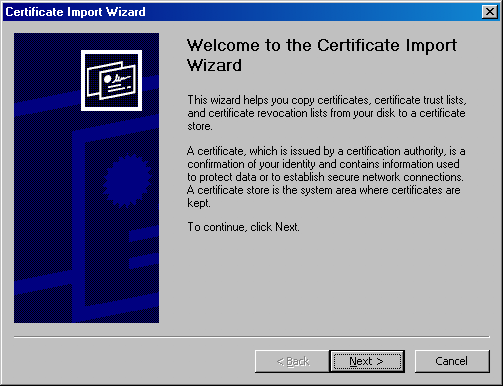 Certificate Import Wizard
Welcome to the Certificate Import
Wizard
This wizard helps you copy certificates, certificate trust lists,
and certificate revocation lists from your disk to a certificate
store.
A certificate, which is issued by a certification authority, is a
confirmation of your identity and contains information used
to protect data or to establish secure network connections.
A certificate store is the system area where certificates are
kept.
To continue, click Next.
< Back
Next >
Cancel